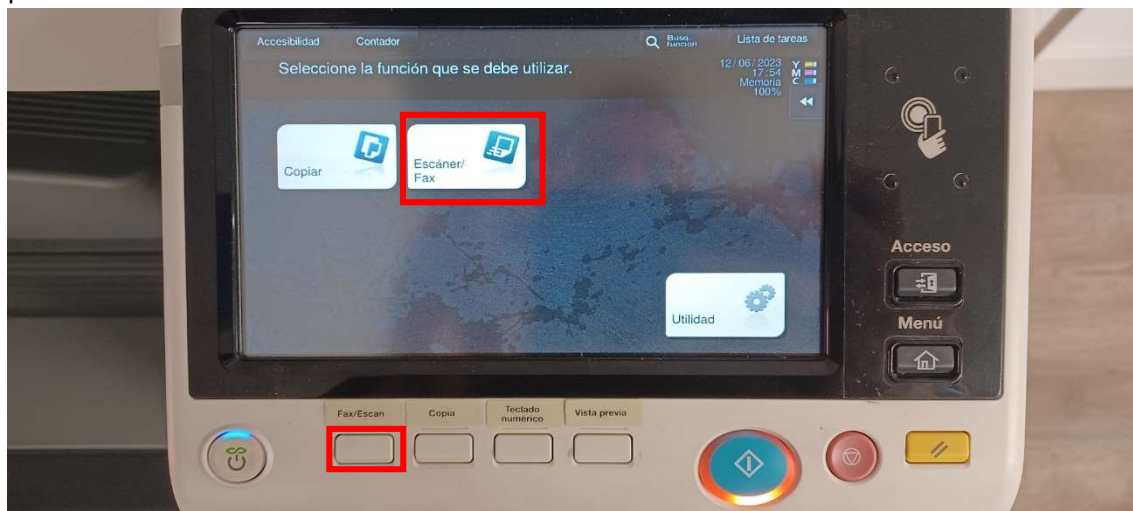 Accesibilidad Contador Busq. función Lista de tareas
Seleccione la función que se debe utilizar.
12/06/2023
17:54
Memoria
100%
Y
M
C
Copiar
Escáner/
Fax
Utilidad
Acceso
Menú
Fax/Escan
Copia
Teclado
numérico
Vista previa